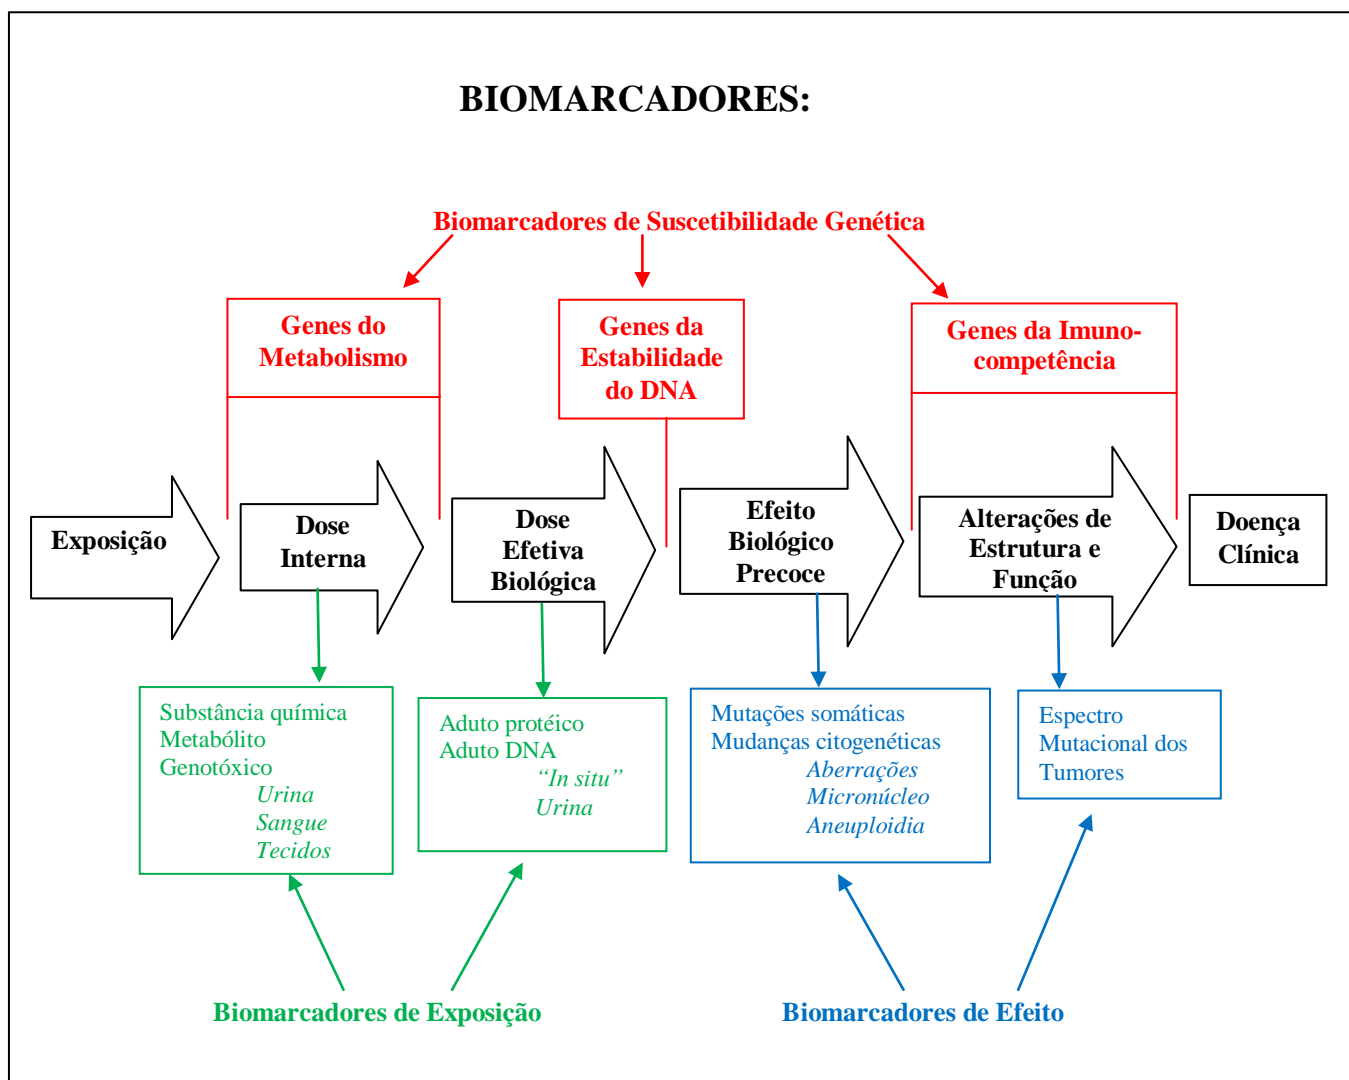 BIOMARCADORES:
Biomarcadores de Suscetibilidade Genética
Genes do
Metabolismo
Genes da
Estabilidade
do DNA
Genes da Imuno-
competência
Exposição
Dose
Interna
Dose
Efetiva
Biológica
Efeito
Biológico
Precoce
Alterações de
Estrutura e
Função
Doença
Clínica
Substância química
Metabólito
Genotóxico
Urina
Sangue
Tecidos
Aduto protéico
Aduto DNA
“In situ”
Urina
Mutações somáticas
Mudanças citogenéticas
Aberrações
Micronúcleo
Aneuploidia
Espectro
Mutacional dos
Tumores
Biomarcadores de Exposição
Biomarcadores de Efeito